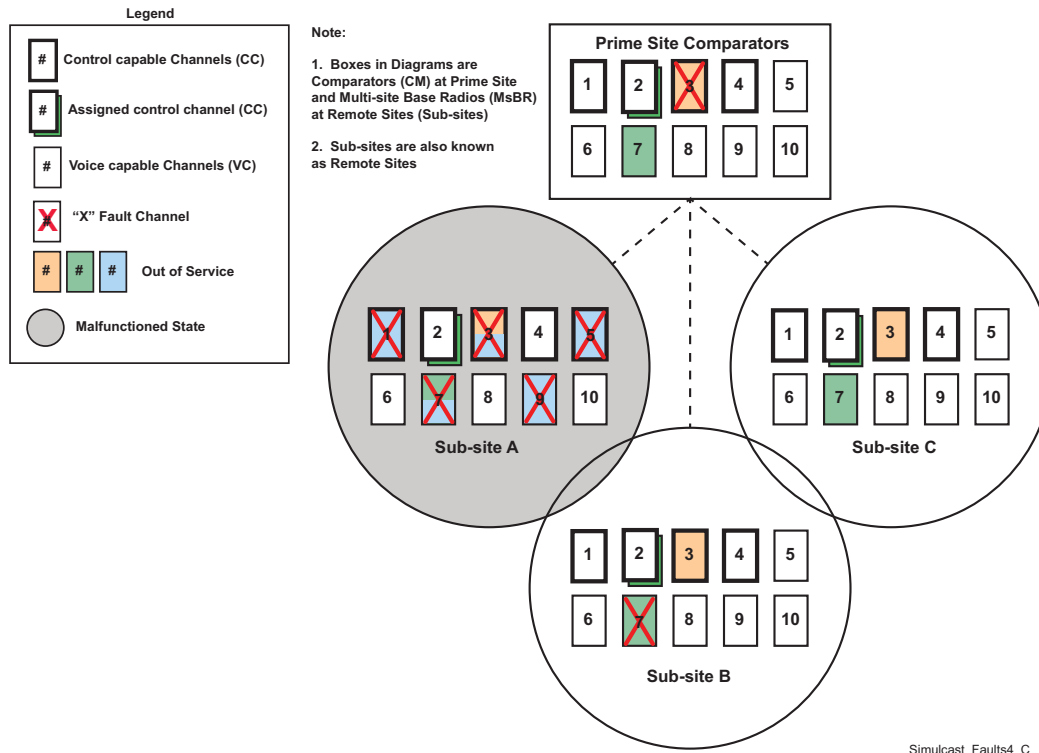 Legend
# Control capable Channels (CC)
# Assigned control channel (CC)
# Voice capable Channels (VC)
# “X” Fault Channel
# # # Out of Service
Malfunctioned State
Note:
1. Boxes in Diagrams are
Comparators (CM) at Prime Site
and Multi-site Base Radios (MsBR)
at Remote Sites (Sub-sites)
2. Sub-sites are also known
as Remote Sites
Prime Site Comparators
1 2 3 4 5
6 7 8 9 10
1 2 3 4 5
6 7 8 9 10
Sub-site A
1 2 3 4 5
6 7 8 9 10
Sub-site C
1 2 3 4 5
6 7 8 9 10
Sub-site B
Simulcast_Faults4_C